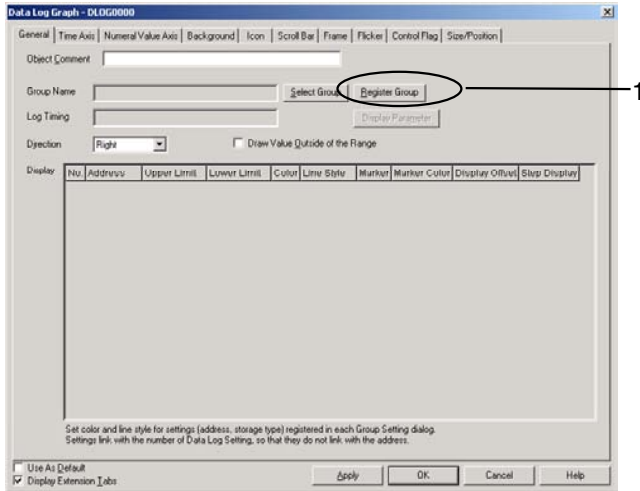 Data Log Graph - DLOG0000
General Time Axis Numeral Value Axis Background Icon Scroll Bar Frame Flicker Control Flag Size/Position
Object Comment
Group Name Select Group Register Group 1
Log Timing Display Parameter
Direction Right Draw Value Outside of the Range
Display No. Address Upper Limit Lower Limit Color Line Style Marker Marker Color Display Offset Step Display
Set color and line style for settings (address, storage type) registered in each Group Setting dialog.
Settings link with the number of Data Log Setting, so that they do not link with the address.
Use As Default
Display Extension Tabs Apply OK Cancel Help